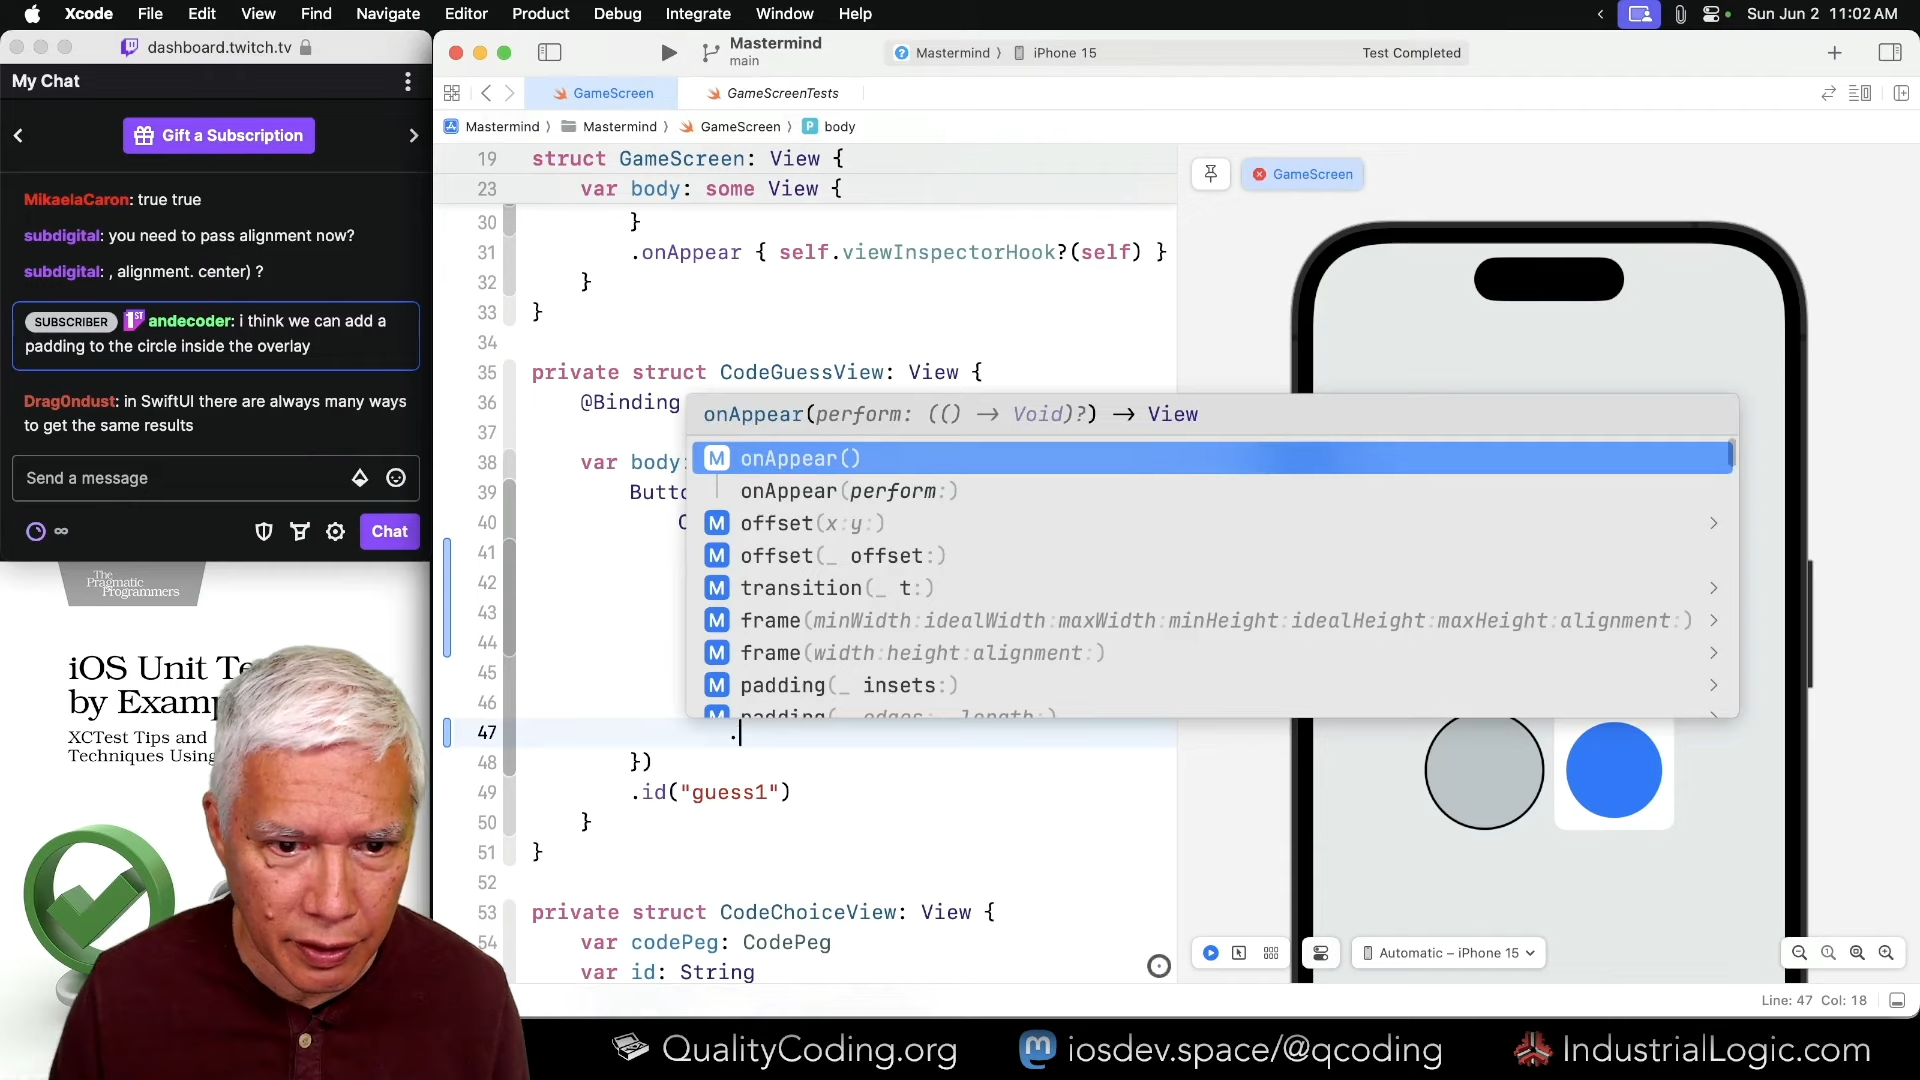 Xcode File Edit View Find Navigate Editor Product Debug Integrate Window Help
Sun Jun 2 11:02 AM
dashboard.twitch.tv
My Chat
Gift a Subscription
MikaelaCaron: true true
subdigital: you need to pass alignment now?
subdigital: , alignment. center) ?
SUBSCRIBER 1ST andecoder: i think we can add a
padding to the circle inside the overlay
Drag0ndust: in SwiftUI there are always many ways
to get the same results
Send a message
∞
Chat
The
Pragmatic
Programmers
iOS Unit Te
by Examp
XCTest Tips and
Techniques Using
Mastermind
main
Mastermind 〉 iPhone 15
Test Completed
GameScreen
GameScreenTests
Mastermind 〉 Mastermind 〉 GameScreen 〉 P body
19 struct GameScreen: View {
23 var body: some View {
30 }
31 .onAppear { self.viewInspectorHook?(self) }
32 }
33 }
34
35 private struct CodeGuessView: View {
36 @Binding
37
38 var body:
39 Butto
40 C
41
42
43
44
45
46
47 .
48 })
49 .id("guess1")
50 }
51 }
52
53 private struct CodeChoiceView: View {
54 var codePeg: CodePeg
var id: String
onAppear(perform: (() -> Void)?) -> View
M onAppear()
onAppear(perform:)
M offset(x:y:)
M offset(_ offset:)
M transition(_ t:)
M frame(minWidth:idealWidth:maxWidth:minHeight:idealHeight:maxHeight:alignment:)
M frame(width:height:alignment:)
M padding(_ insets:)
M padding(_ edges:_ length:)
GameScreen
Automatic – iPhone 15
Line: 47 Col: 18
QualityCoding.org
iosdev.space/@qcoding
IndustrialLogic.com